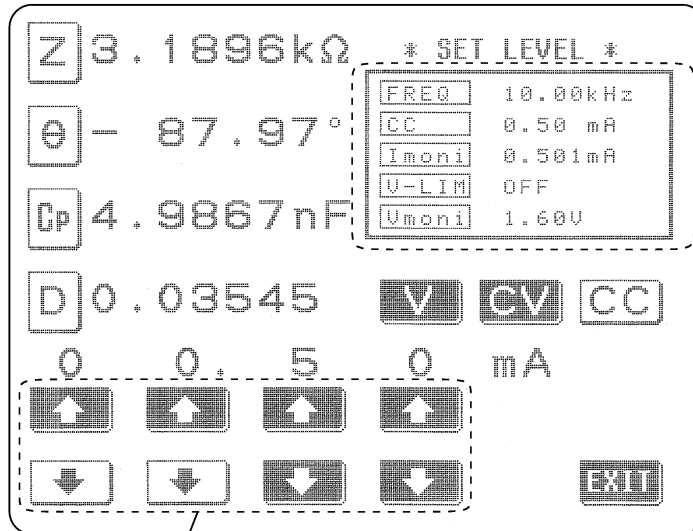 Z 3.1896kΩ
* SET LEVEL *
FREQ 10.00kHz
CC 0.50 mA
Imoni 0.501mA
V-LIM OFF
Vmoni 1.60V
θ - 87.97°
Cp 4.9867nF
D 0.03545
V CV CC
0 0. 5 0 mA
EXIT